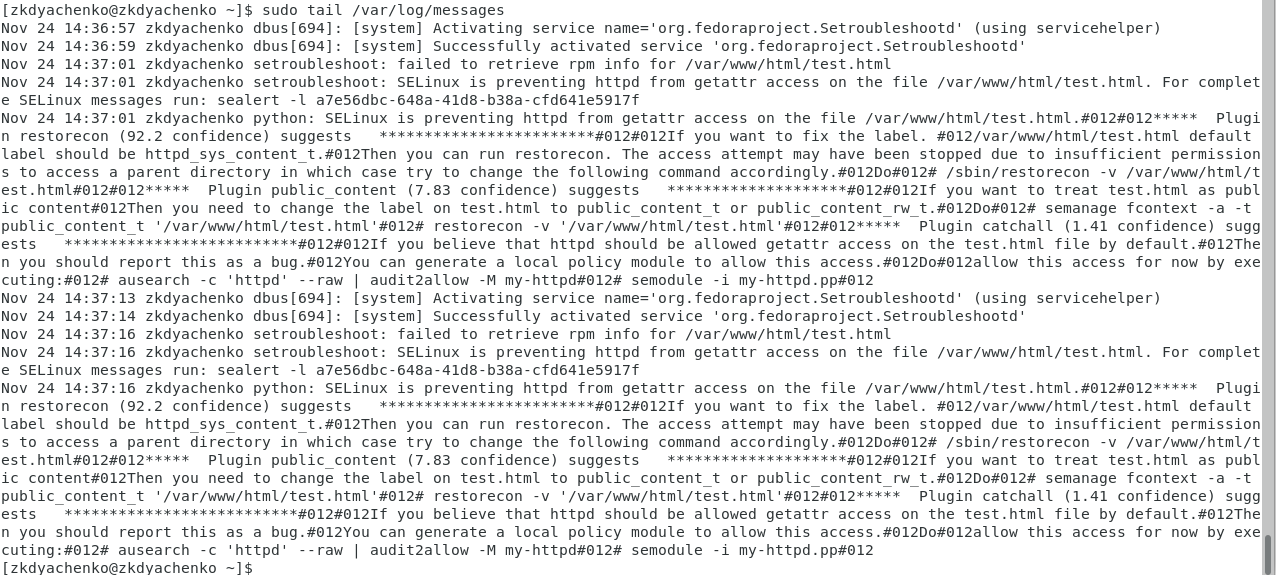 [zkdyachenko@zkdyachenko ~]$ sudo tail /var/log/messages
Nov 24 14:36:57 zkdyachenko dbus[694]: [system] Activating service name='org.fedoraproject.Setroubleshootd' (using servicehelper)
Nov 24 14:36:59 zkdyachenko dbus[694]: [system] Successfully activated service 'org.fedoraproject.Setroubleshootd'
Nov 24 14:37:01 zkdyachenko setroubleshoot: failed to retrieve rpm info for /var/www/html/test.html
Nov 24 14:37:01 zkdyachenko setroubleshoot: SELinux is preventing httpd from getattr access on the file /var/www/html/test.html. For complet
e SELinux messages run: sealert -l a7e56dbc-648a-41d8-b38a-cfd641e5917f
Nov 24 14:37:01 zkdyachenko python: SELinux is preventing httpd from getattr access on the file /var/www/html/test.html.#012#012*****  Plugi
n restorecon (92.2 confidence) suggests   ************************#012#012If you want to fix the label. #012/var/www/html/test.html default
label should be httpd_sys_content_t.#012Then you can run restorecon. The access attempt may have been stopped due to insufficient permission
s to access a parent directory in which case try to change the following command accordingly.#012Do#012# /sbin/restorecon -v /var/www/html/t
est.html#012#012*****  Plugin public_content (7.83 confidence) suggests   ********************#012#012If you want to treat test.html as publ
ic content#012Then you need to change the label on test.html to public_content_t or public_content_rw_t.#012Do#012# semanage fcontext -a -t
public_content_t '/var/www/html/test.html'#012# restorecon -v '/var/www/html/test.html'#012#012*****  Plugin catchall (1.41 confidence) sugg
ests   **************************#012#012If you believe that httpd should be allowed getattr access on the test.html file by default.#012The
n you should report this as a bug.#012You can generate a local policy module to allow this access.#012Do#012allow this access for now by exe
cuting:#012# ausearch -c 'httpd' --raw | audit2allow -M my-httpd#012# semodule -i my-httpd.pp#012
Nov 24 14:37:13 zkdyachenko dbus[694]: [system] Activating service name='org.fedoraproject.Setroubleshootd' (using servicehelper)
Nov 24 14:37:14 zkdyachenko dbus[694]: [system] Successfully activated service 'org.fedoraproject.Setroubleshootd'
Nov 24 14:37:16 zkdyachenko setroubleshoot: failed to retrieve rpm info for /var/www/html/test.html
Nov 24 14:37:16 zkdyachenko setroubleshoot: SELinux is preventing httpd from getattr access on the file /var/www/html/test.html. For complet
e SELinux messages run: sealert -l a7e56dbc-648a-41d8-b38a-cfd641e5917f
Nov 24 14:37:16 zkdyachenko python: SELinux is preventing httpd from getattr access on the file /var/www/html/test.html.#012#012*****  Plugi
n restorecon (92.2 confidence) suggests   ************************#012#012If you want to fix the label. #012/var/www/html/test.html default
label should be httpd_sys_content_t.#012Then you can run restorecon. The access attempt may have been stopped due to insufficient permission
s to access a parent directory in which case try to change the following command accordingly.#012Do#012# /sbin/restorecon -v /var/www/html/t
est.html#012#012*****  Plugin public_content (7.83 confidence) suggests   ********************#012#012If you want to treat test.html as publ
ic content#012Then you need to change the label on test.html to public_content_t or public_content_rw_t.#012Do#012# semanage fcontext -a -t
public_content_t '/var/www/html/test.html'#012# restorecon -v '/var/www/html/test.html'#012#012*****  Plugin catchall (1.41 confidence) sugg
ests   **************************#012#012If you believe that httpd should be allowed getattr access on the test.html file by default.#012The
n you should report this as a bug.#012You can generate a local policy module to allow this access.#012Do#012allow this access for now by exe
cuting:#012# ausearch -c 'httpd' --raw | audit2allow -M my-httpd#012# semodule -i my-httpd.pp#012
[zkdyachenko@zkdyachenko ~]$